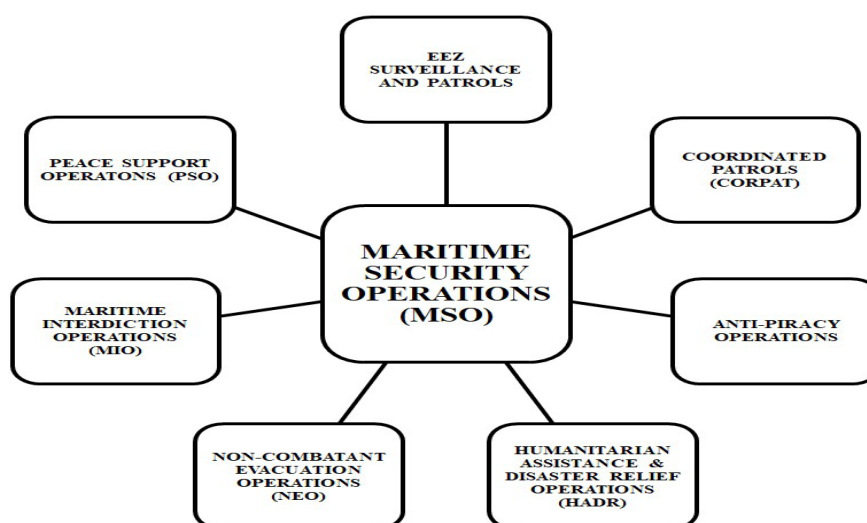 EEZ
SURVEILLANCE
AND PATROLS
PEACE SUPPORT
OPERATONS (PSO)
COORDINATED
PATROLS
(CORPAT)
MARITIME
SECURITY
OPERATIONS
(MSO)
MARITIME
INTERDICTION
OPERATIONS
(MIO)
ANTI-PIRACY
OPERATIONS
NON-COMBATANT
EVACUATION
OPERATIONS
(NEO)
HUMANITARIAN
ASSISTANCE &
DISASTER RELIEF
OPERATIONS
(HADR)